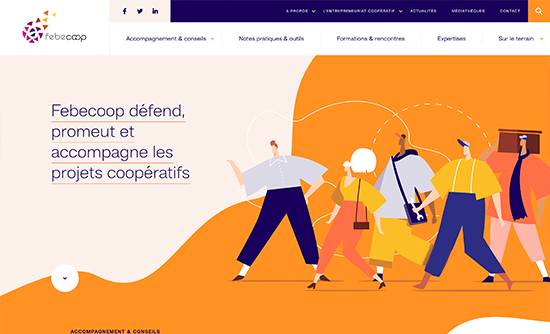 A PROPOS
L'ENTREPRENEURIAT COOPÉRATIF
ACTUALITÉS
MÉDIATHÈQUES
CONTACT
febecoop
Accompagnement & conseils
Notes pratiques & outils
Formations & rencontres
Expertises
Sur le terrain
Febecoop défend,
promeut et
accompagne les
projets coopératifs
ACCOMPAGNEMENT & CONSEILS